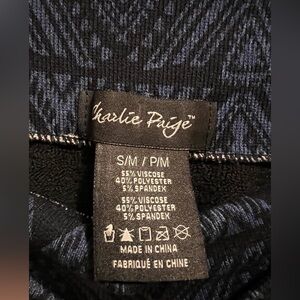 Charlie Paige™
S/M / P/M
55% VISCOSE
40% POLYESTER
5% SPANDEX
55% VISCOSE
40% POLYESTER
5% SPANDEX
MADE IN CHINA
FABRIQUÉ EN CHINE